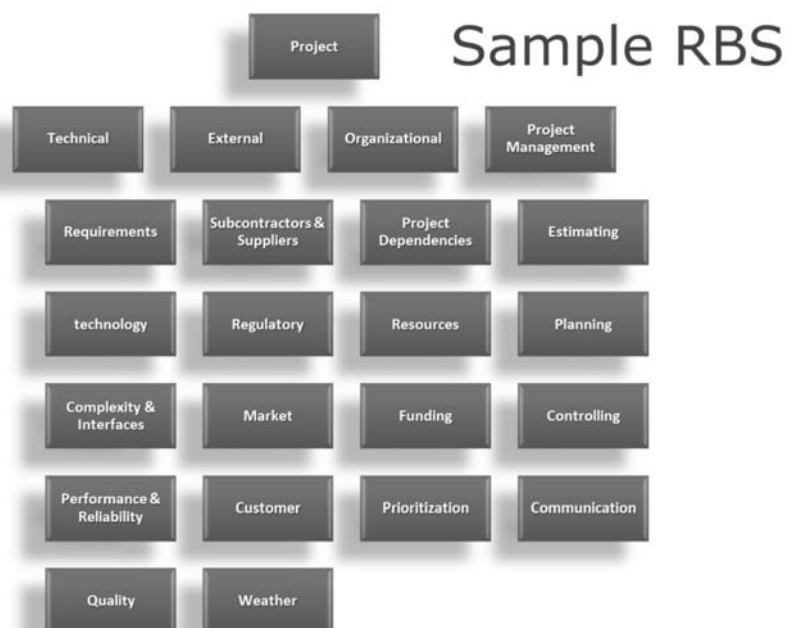 Sample RBS
Project
Technical
External
Organizational
Project
Management
Requirements
Subcontractors &
Suppliers
Project
Dependencies
Estimating
technology
Regulatory
Resources
Planning
Complexity &
Interfaces
Market
Funding
Controlling
Performance &
Reliability
Customer
Prioritization
Communication
Quality
Weather